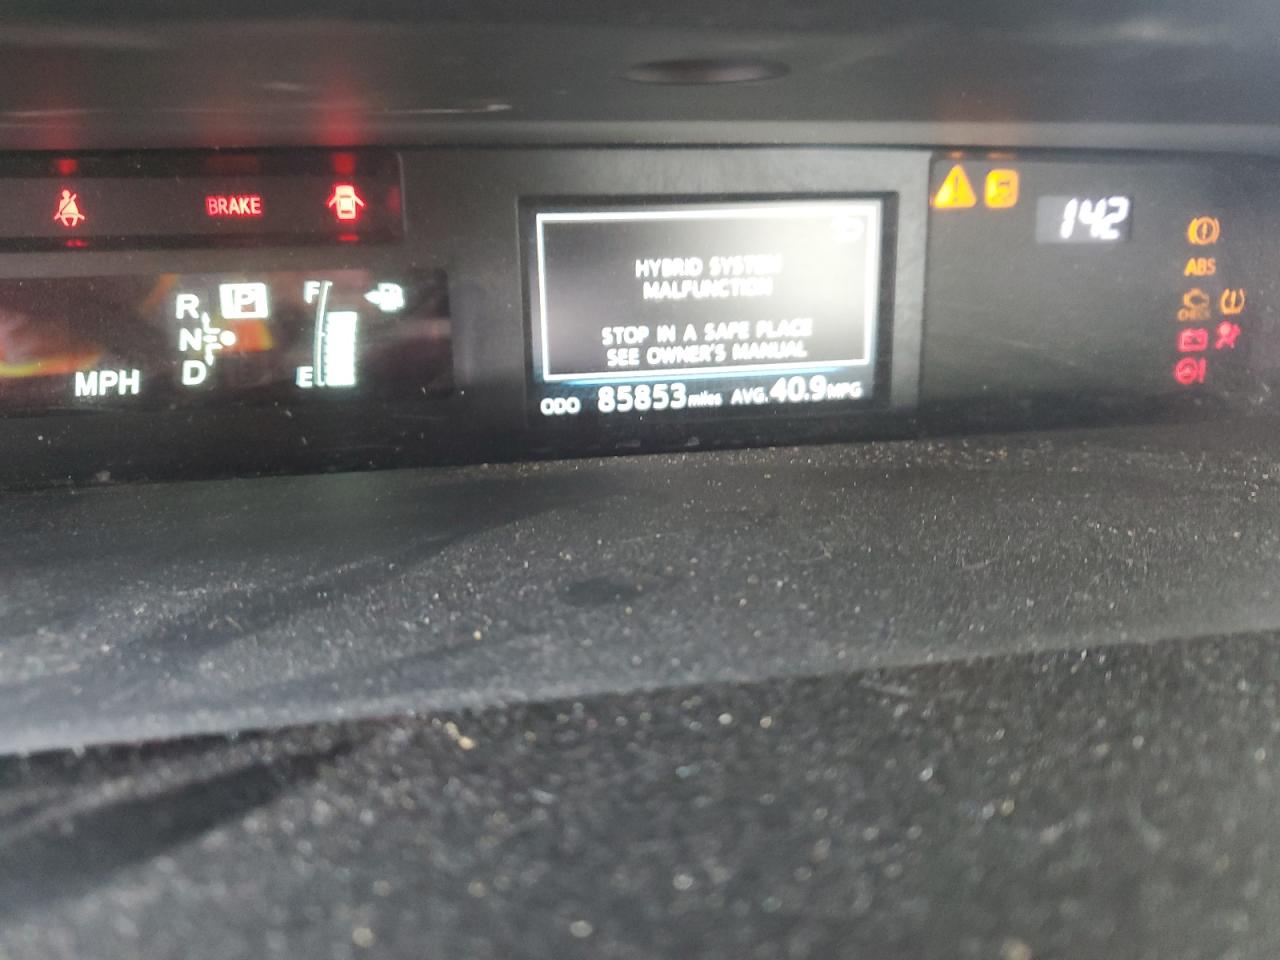 BRAKE
142
HYBRID SYSTEM
MALFUNCTION
STOP IN A SAFE PLACE
SEE OWNER'S MANUAL
ABS
CHECK
R P
N
D
F
E
MPH
ODO 85853 miles AVG. 40.9 MPG